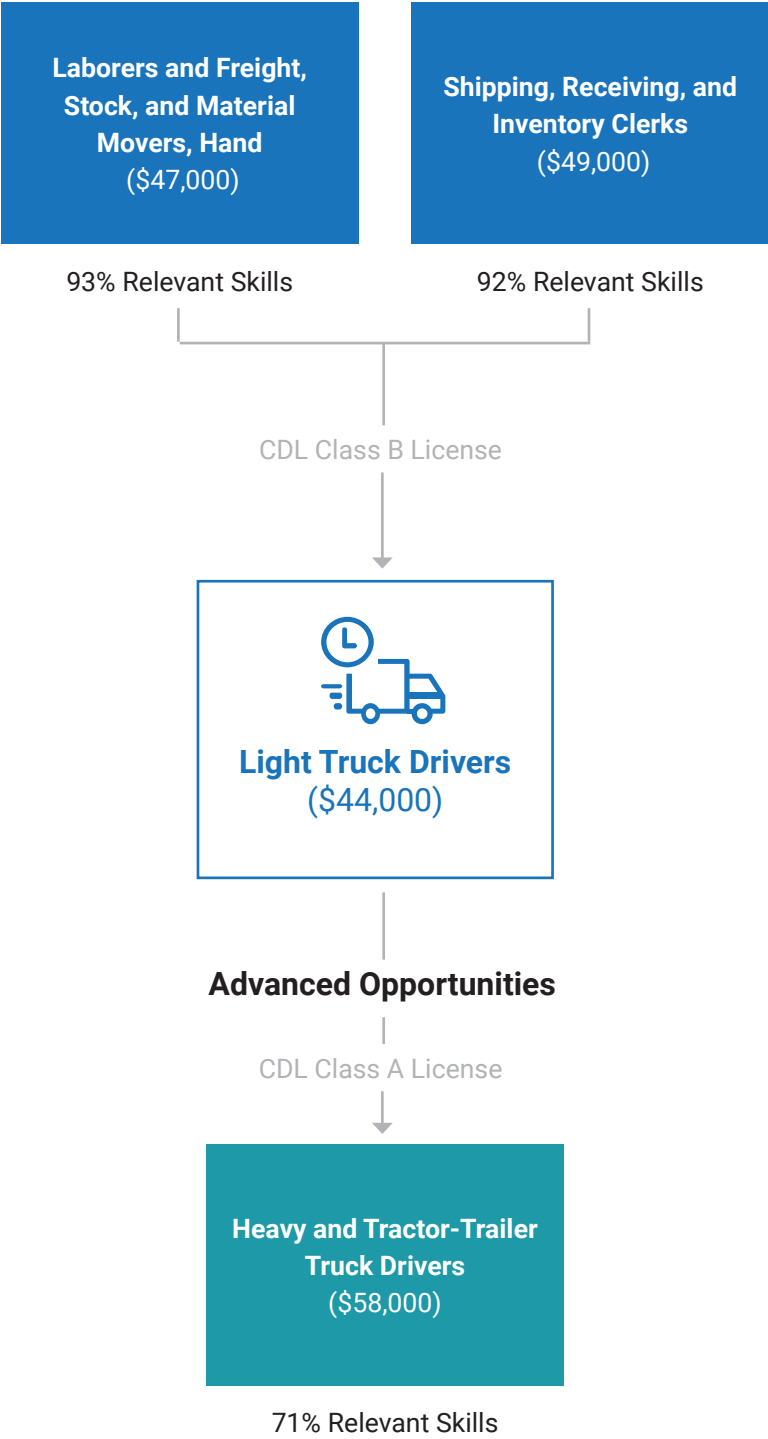 Laborers and Freight,
Stock, and Material
Movers, Hand
($47,000)
Shipping, Receiving, and
Inventory Clerks
($49,000)
93% Relevant Skills
92% Relevant Skills
CDL Class B License
Light Truck Drivers
($44,000)
Advanced Opportunities
CDL Class A License
Heavy and Tractor-Trailer
Truck Drivers
($58,000)
71% Relevant Skills